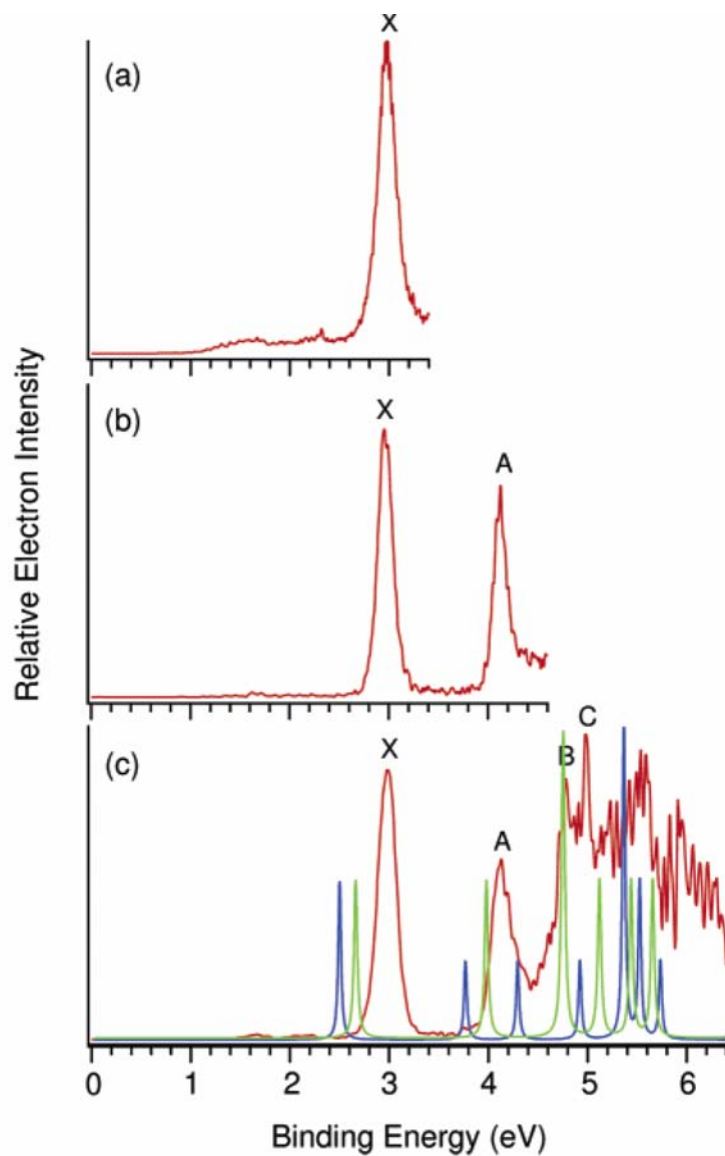 X
(a)
(b)
X
A
(c)
X
A
B
C
Relative Electron Intensity
0 1 2 3 4 5 6
Binding Energy (eV)